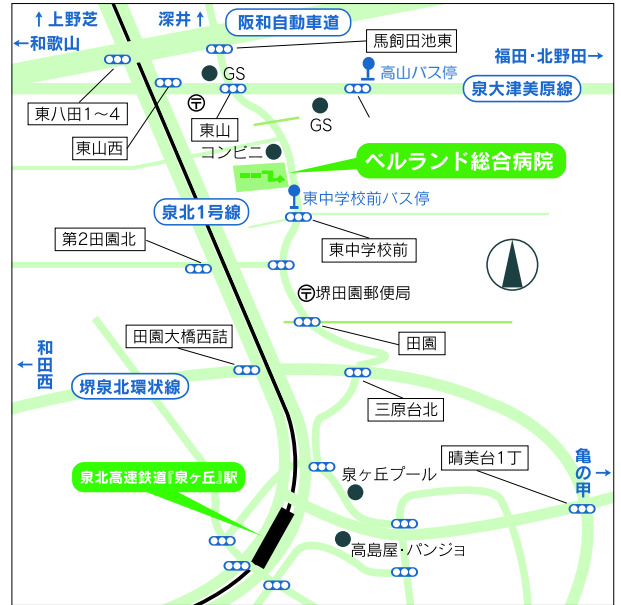 ↑上野芝
深井↑
阪和自動車道
馬飼田池東
←和歌山
福田・北野田→
高山バス停
GS
泉大津美原線
東八田1〜4
〒
東山
GS
東山西
コンビニ
ベルランド総合病院
東中学校前バス停
泉北1号線
第2田園北
東中学校前
〒堺田園郵便局
田園大橋西詰
田園
和田西
←
堺泉北環状線
三原台北
晴美台1丁
亀の甲
→
泉北高速鉄道『泉ヶ丘』駅
泉ヶ丘プール
高島屋・パンジョ